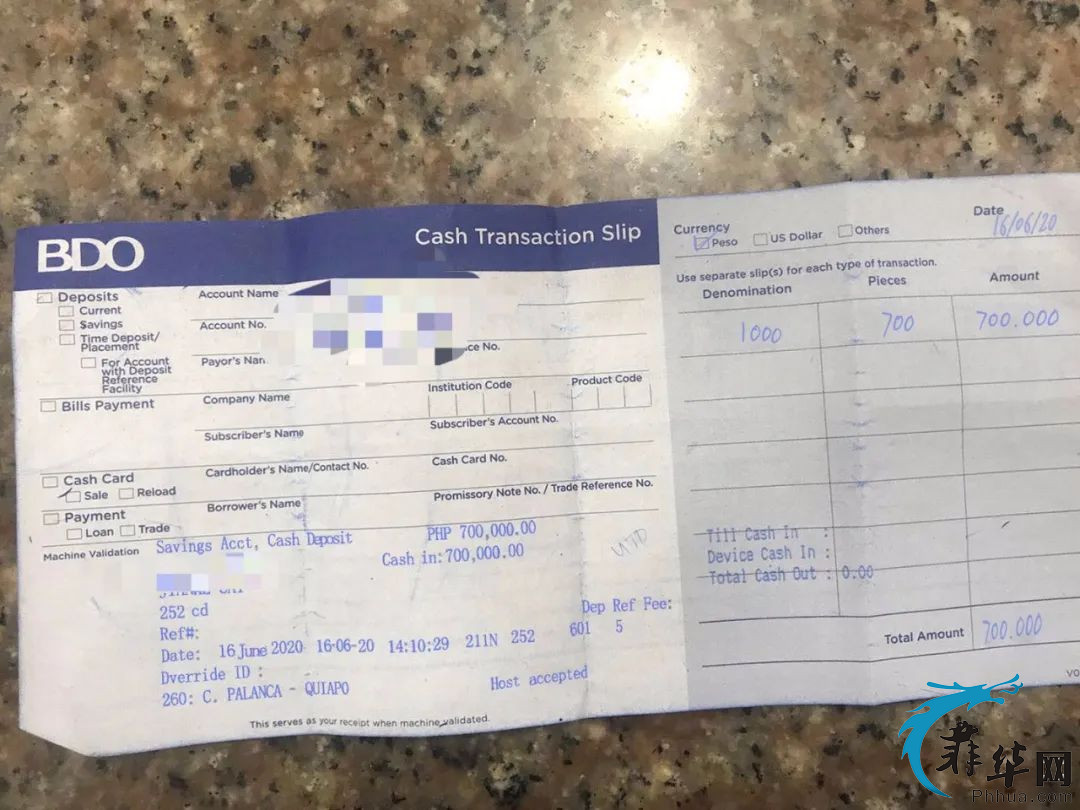 BDO
Cash Transaction Slip
Deposits
Current
Savings
Time Deposit/
Placement
For Account
with Deposit
Reference
Facility
Bills Payment
Cash Card
Sale
Reload
Payment
Loan
Trade
Account Name
Account No.
Payor's
Company Name
Institution Code
Product Code
Subscriber's Name
Subscriber's Account No.
Cardholder's Name/Contact No.
Cash Card No.
Borrower's Name
Promissory Note No. / Trade Reference No.
Machine Validation
Savings Acct, Cash Deposit PHP 700,000.00
Cash in:700,000.00
252 cd
Ref#:
Dep Ref Fee:
Date: 16 June 2020 16-06-20 14:10:29 211N 252 601 5
Override ID :
260: C. PALANCA - QUIAPO
Host accepted
This serves as your receipt when machine validated.
Currency
Peso
US Dollar
Others
Date
16/06/20
Use separate slip(s) for each type of transaction.
Denomination Pieces Amount
1000 700 700.000
Till Cash In :
Device Cash In :
Total Cash Out : 0.00
Total Amount 700.000
菲华网
Phhua.com